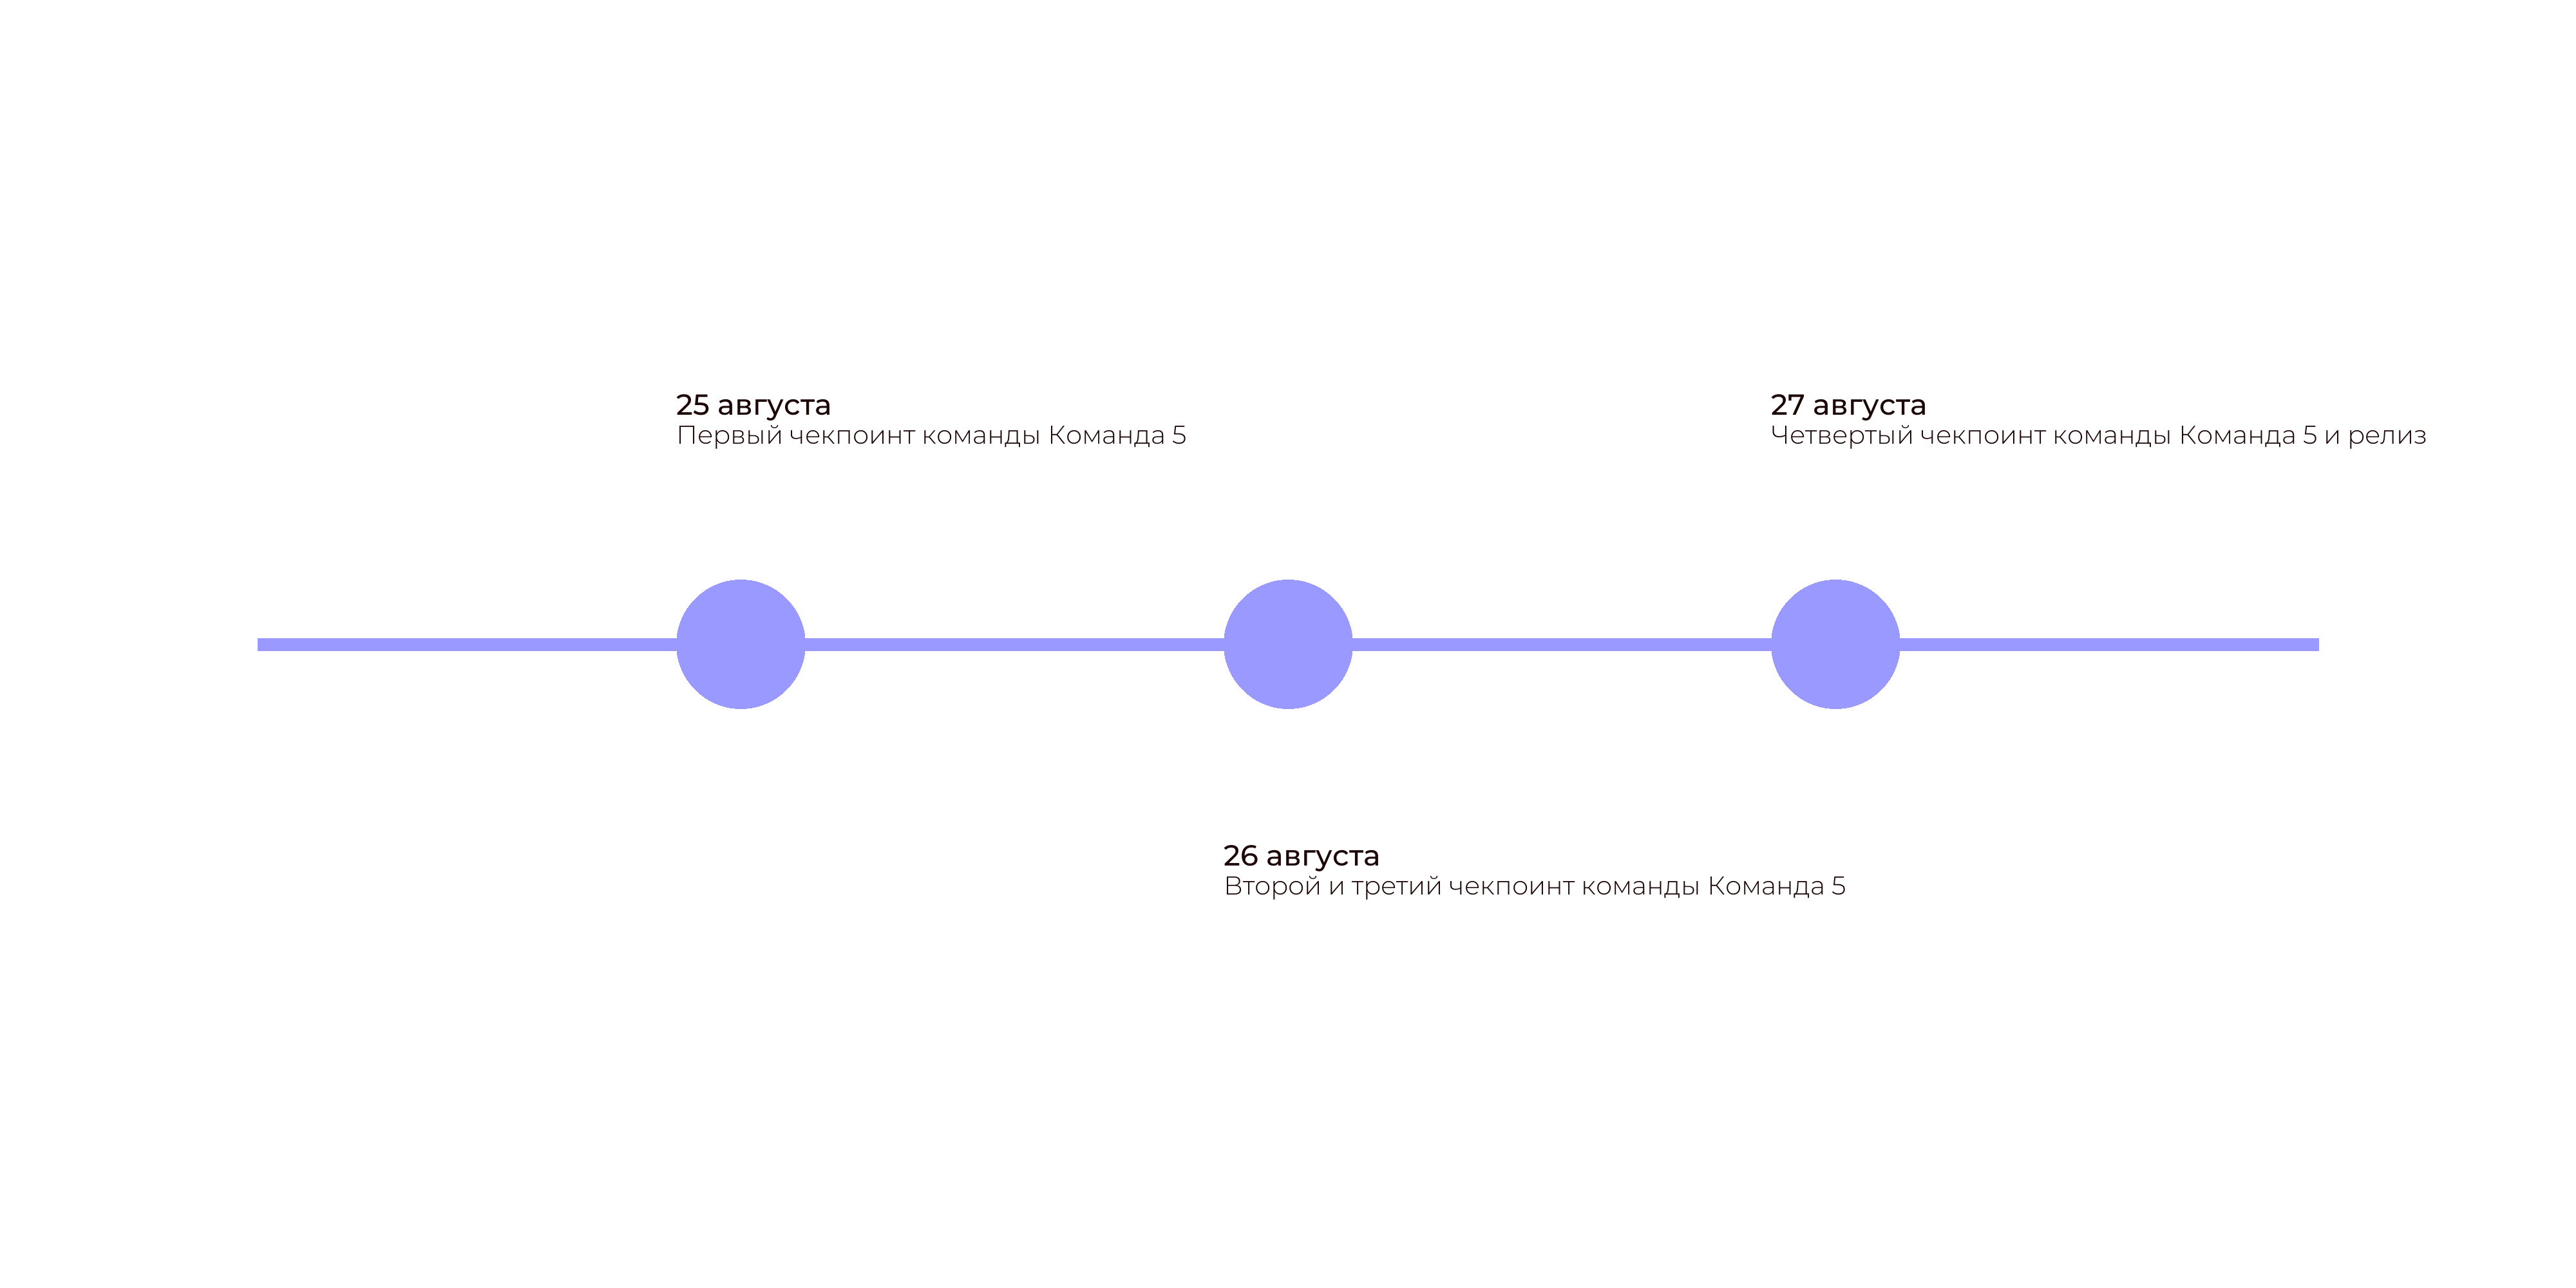 25 августа
Первый чекпоинт команды Команда 5
26 августа
Второй и третий чекпоинт команды Команда 5
27 августа
Четвертый чекпоинт команды Команда 5 и релиз